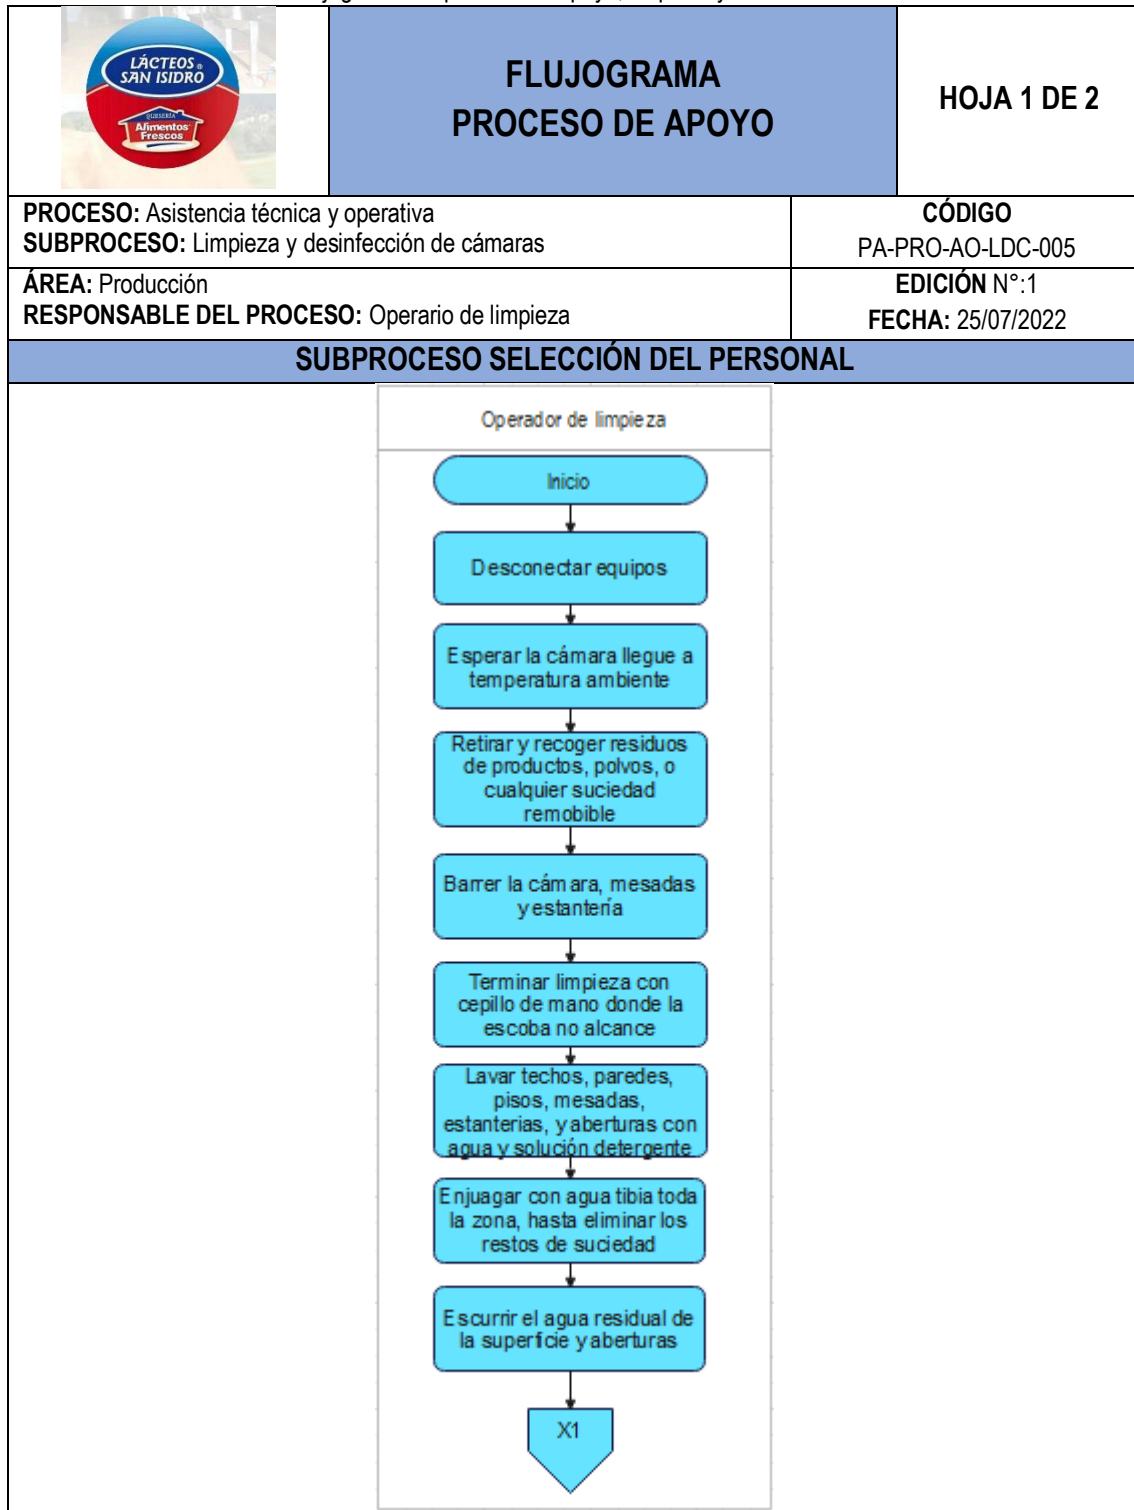 LÁCTEOS®
SAN ISIDRO
QUESERÍA
Alimentos
Frescos
FLUJOGRAMA
PROCESO DE APOYO
HOJA 1 DE 2
PROCESO: Asistencia técnica y operativa
SUBPROCESO: Limpieza y desinfección de cámaras
CÓDIGO
PA-PRO-AO-LDC-005
ÁREA: Producción
RESPONSABLE DEL PROCESO: Operario de limpieza
EDICIÓN N°:1
FECHA: 25/07/2022
SUBPROCESO SELECCIÓN DEL PERSONAL
Operador de limpieza
Inicio
Desconectar equipos
Esperar la cámara llegue a
temperatura ambiente
Retirar y recoger residuos
de productos, polvos, o
cualquier suciedad
remobible
Barrer la cámara, mesadas
y estantería
Terminar limpieza con
cepillo de mano donde la
escoba no alcance
Lavar techos, paredes,
pisos, mesadas,
estanterias, y aberturas con
agua y solución detergente
Enjuagar con agua tibia toda
la zona, hasta eliminar los
restos de suciedad
Escurrir el agua residual de
la superficie y aberturas
X1